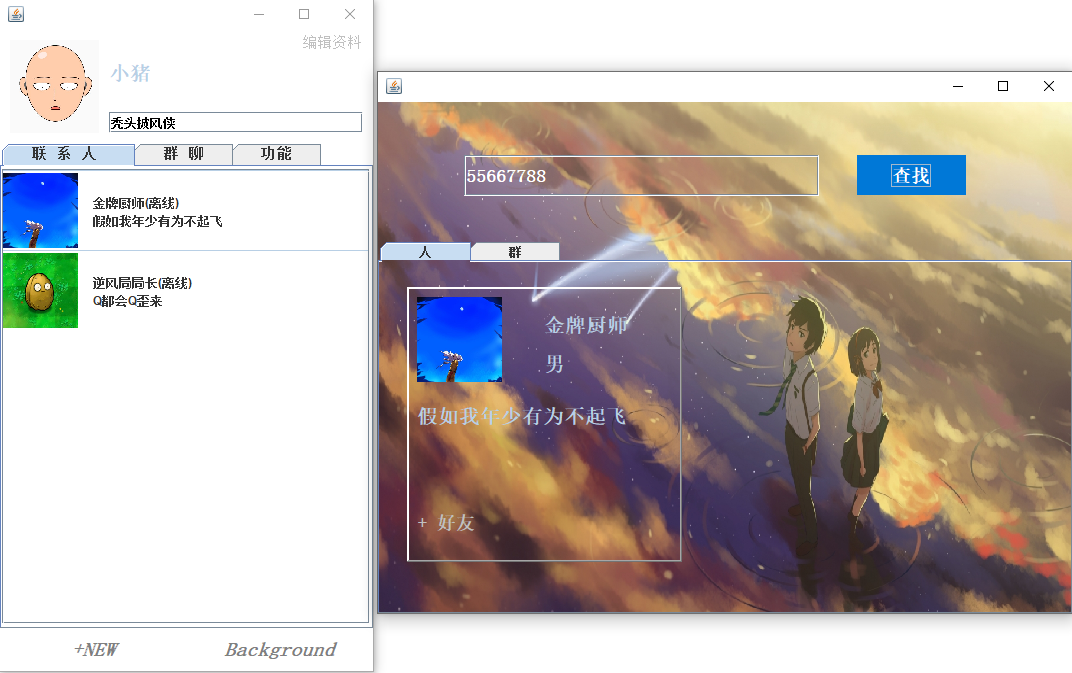 编辑资料
小猪
秃头披风侠
联 系 人
群 聊
功能
金牌厨师(离线)
假如我年少有为不起飞
逆风局局长(离线)
Q都会Q歪来
+NEW
Background
55667788
查找
人
群
金牌厨师
男
假如我年少有为不起飞
+ 好友